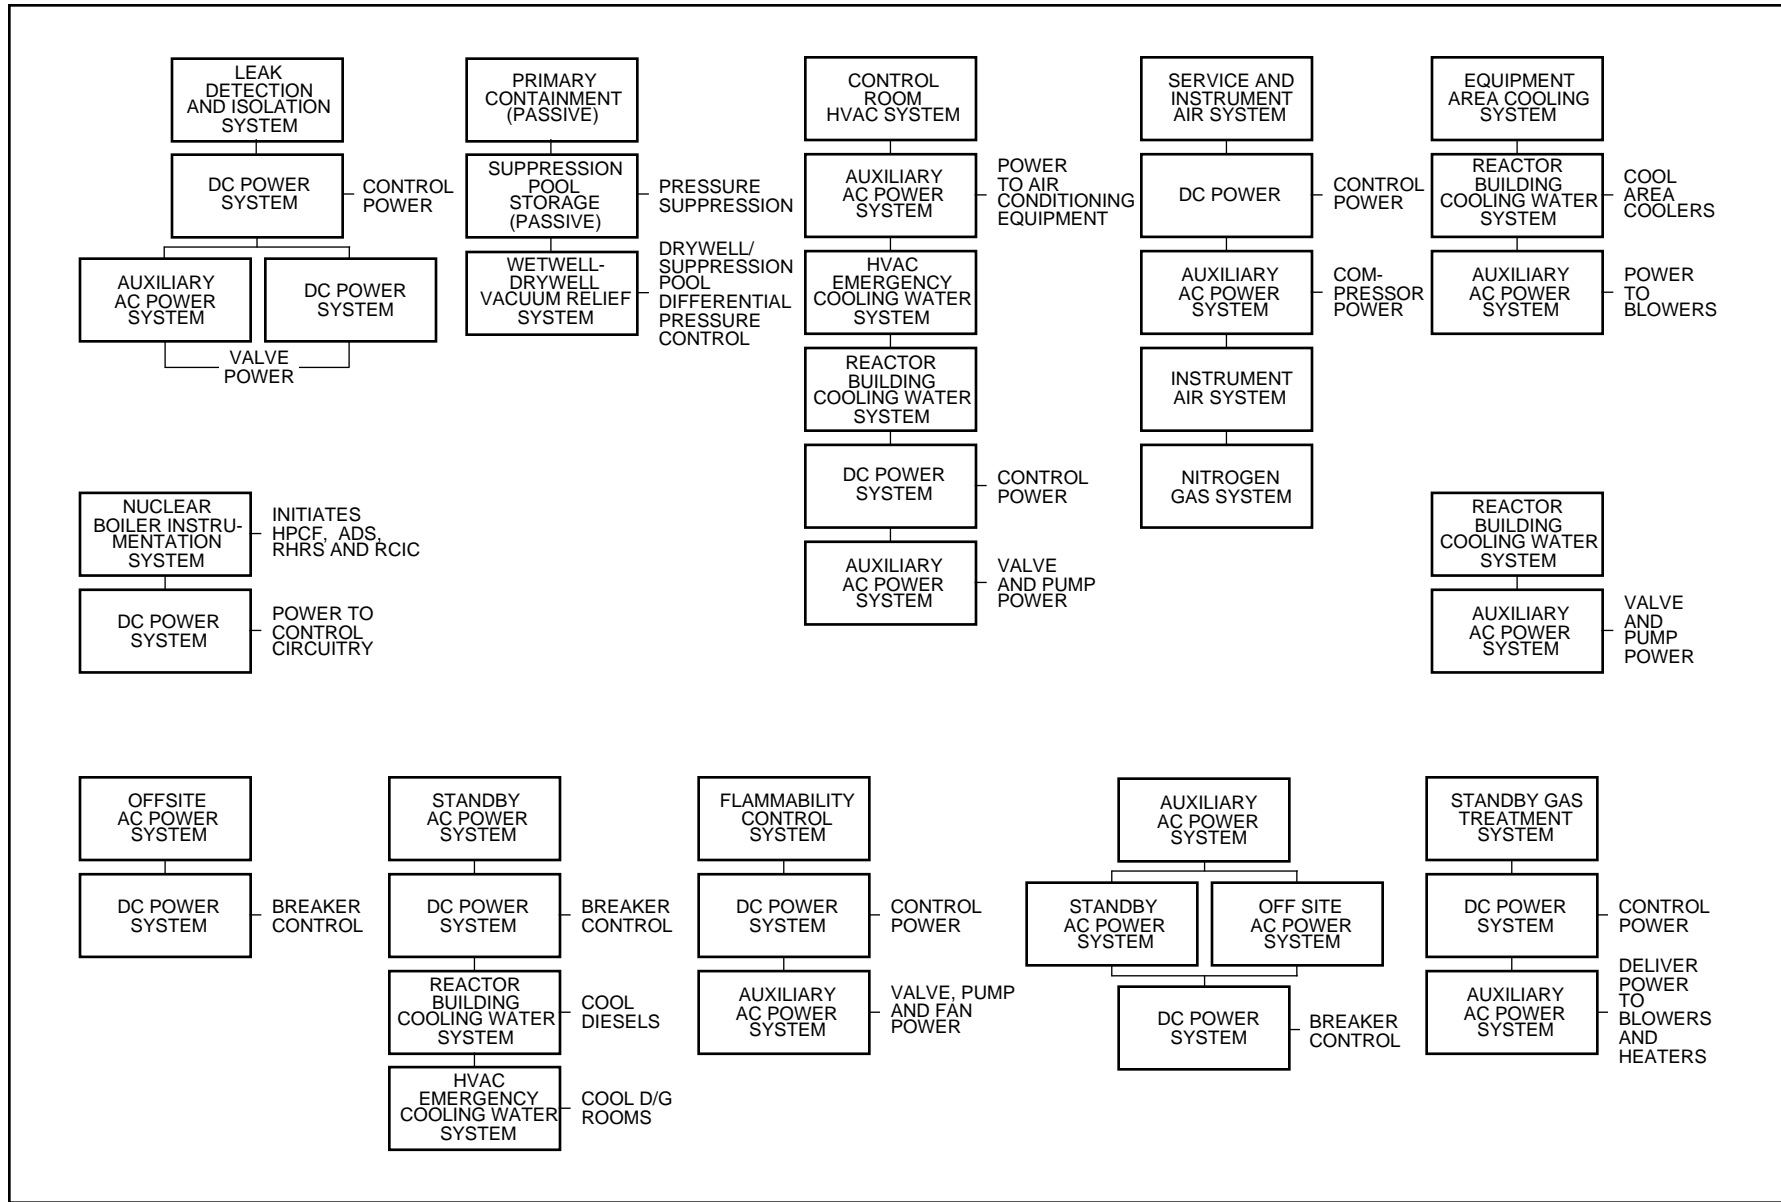 LEAK
DETECTION
AND ISOLATION
SYSTEM
DC POWER
SYSTEM
CONTROL
POWER
AUXILIARY
AC POWER
SYSTEM
DC POWER
SYSTEM
VALVE
POWER
PRIMARY
CONTAINMENT
(PASSIVE)
SUPPRESSION
POOL
STORAGE
(PASSIVE)
PRESSURE
SUPPRESSION
WETWELL-
DRYWELL
VACUUM RELIEF
SYSTEM
DRYWELL/
SUPPRESSION
POOL
DIFFERENTIAL
PRESSURE
CONTROL
CONTROL
ROOM
HVAC SYSTEM
AUXILIARY
AC POWER
SYSTEM
POWER
TO AIR
CONDITIONING
EQUIPMENT
HVAC
EMERGENCY
COOLING WATER
SYSTEM
REACTOR
BUILDING
COOLING WATER
SYSTEM
DC POWER
SYSTEM
CONTROL
POWER
AUXILIARY
AC POWER
SYSTEM
VALVE
AND PUMP
POWER
SERVICE AND
INSTRUMENT
AIR SYSTEM
DC POWER
CONTROL
POWER
AUXILIARY
AC POWER
SYSTEM
COM-
PRESSOR
POWER
INSTRUMENT
AIR SYSTEM
NITROGEN
GAS SYSTEM
EQUIPMENT
AREA COOLING
SYSTEM
REACTOR
BUILDING
COOLING WATER
SYSTEM
COOL
AREA
COOLERS
AUXILIARY
AC POWER
SYSTEM
POWER
TO
BLOWERS
NUCLEAR
BOILER INSTRU-
MENTATION
SYSTEM
INITIATES
HPCF, ADS,
RHRS AND RCIC
DC POWER
SYSTEM
POWER TO
CONTROL
CIRCUITRY
REACTOR
BUILDING
COOLING WATER
SYSTEM
AUXILIARY
AC POWER
SYSTEM
VALVE
AND
PUMP
POWER
OFFSITE
AC POWER
SYSTEM
DC POWER
SYSTEM
BREAKER
CONTROL
STANDBY
AC POWER
SYSTEM
DC POWER
SYSTEM
BREAKER
CONTROL
REACTOR
BUILDING
COOLING WATER
SYSTEM
COOL
DIESELS
HVAC
EMERGENCY
COOLING WATER
SYSTEM
COOL D/G
ROOMS
FLAMMABILITY
CONTROL
SYSTEM
DC POWER
SYSTEM
CONTROL
POWER
AUXILIARY
AC POWER
SYSTEM
VALVE, PUMP
AND FAN
POWER
AUXILIARY
AC POWER
SYSTEM
STANDBY
AC POWER
SYSTEM
OFF SITE
AC POWER
SYSTEM
DC POWER
SYSTEM
BREAKER
CONTROL
STANDBY GAS
TREATMENT
SYSTEM
DC POWER
SYSTEM
CONTROL
POWER
AUXILIARY
AC POWER
SYSTEM
DELIVER
POWER
TO
BLOWERS
AND
HEATERS